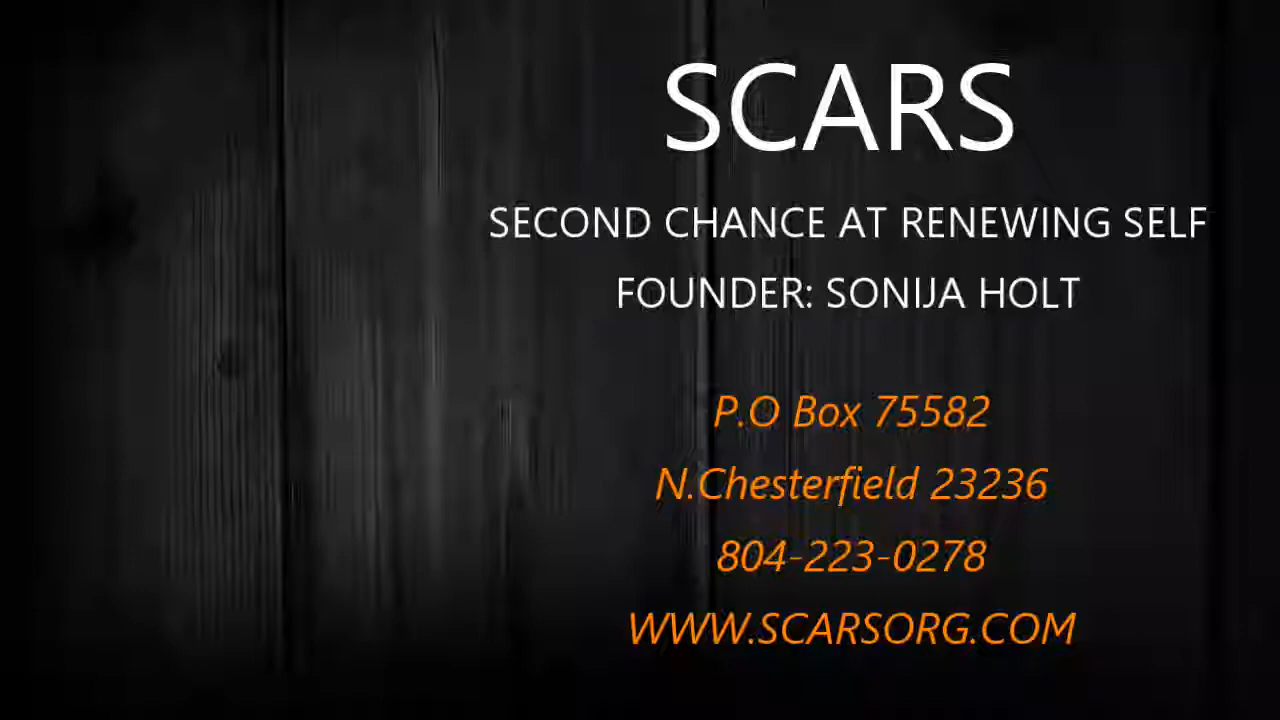 SCARS
SECOND CHANCE AT RENEWING SELF
FOUNDER: SONIJA HOLT
P.O Box 75582
N.Chesterfield 23236
804-223-0278
WWW.SCARSORG.COM